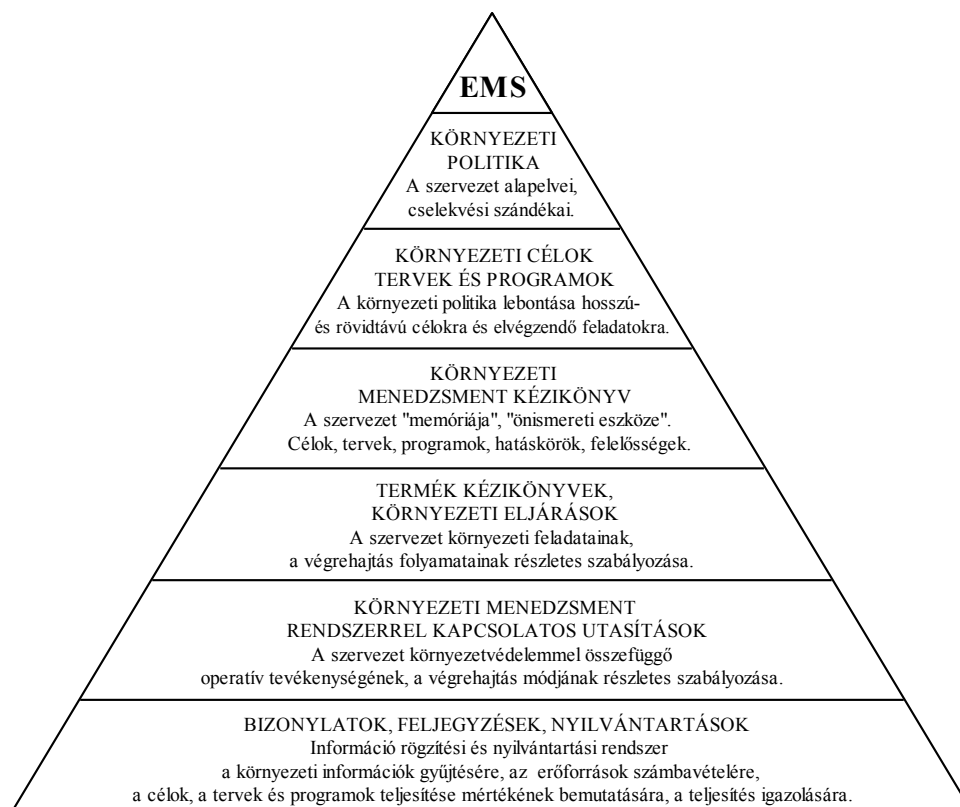 EMS
KÖRNYEZETI
POLITIKA
A szervezet alapelvei,
cselekvési szándékai.
KÖRNYEZETI CÉLOK
TERVEK ÉS PROGRAMOK
A környezeti politika lebontása hosszú-
és rövidtávú célokra és elvégzendő feladatokra.
KÖRNYEZETI
MENEDZSMENT KÉZIKÖNYV
A szervezet "memóriája", "önismereti eszköze".
Célok, tervek, programok, hatáskörök, felelősségek.
TERMÉK KÉZIKÖNYVEK,
KÖRNYEZETI ELJÁRÁSOK
A szervezet környezeti feladatainak,
a végrehajtás folyamatainak részletes szabályozása.
KÖRNYEZETI MENEDZSMENT
RENDSZERREL KAPCSOLATOS UTASÍTÁSOK
A szervezet környezetvédelemmel összefüggő
operatív tevékenységének, a végrehajtás módjának részletes szabályozása.
BIZONYLATOK, FELJEGYZÉSEK, NYILVÁNTARTÁSOK
Információ rögzítési és nyilvántartási rendszer
a környezeti információk gyűjtésére, az erőforrások számbavételére,
a célok, a tervek és programok teljesítése mértékének bemutatására, a teljesítés igazolására.